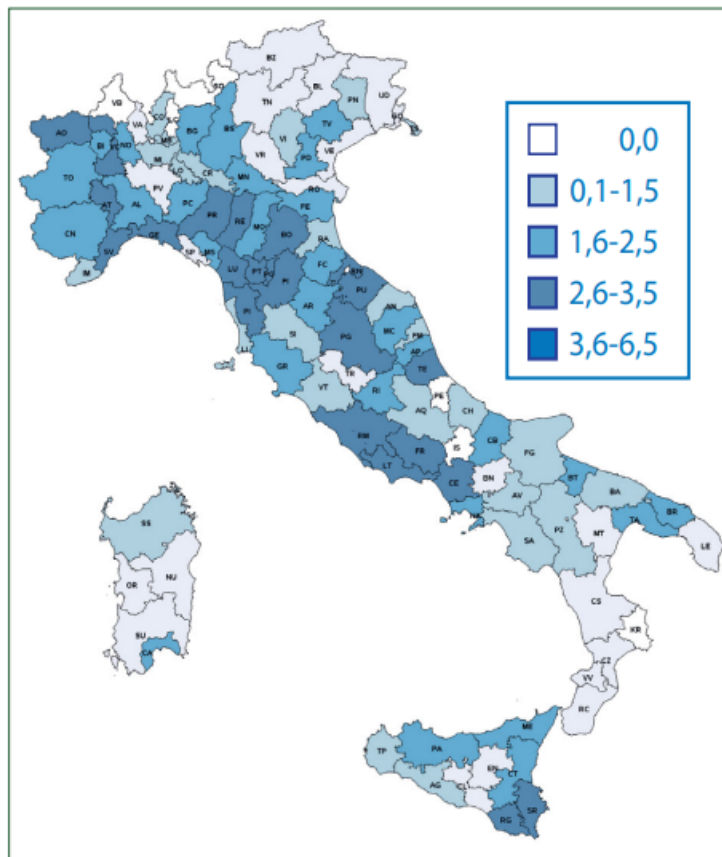 0,0
0,1-1,5
1,6-2,5
2,6-3,5
3,6-6,5
BZ
SO
VB
BL
UD
TN
PN
VA
CO
AO
BG
BS
VI
TV
BI
NO
MI
VR
VE
PD
LO
CR
MN
TO
PV
RO
AT
AL
PC
FE
PR
RE
CN
MO
BO
GE
RA
SV
SP
MS
IM
FC
LU
PT
PU
PI
FI
AN
AR
MC
SI
PG
FM
LI
AP
GR
TE
TR
VT
RI
PE
AQ
CH
RM
IS
CB
FR
FG
LT
CE
BN
BT
BA
AV
NA
BR
SS
PZ
MT
TA
SA
LE
OR
NU
CS
SU
KR
CA
CZ
VV
RC
ME
PA
TP
EN
AG
CT
SR
RG